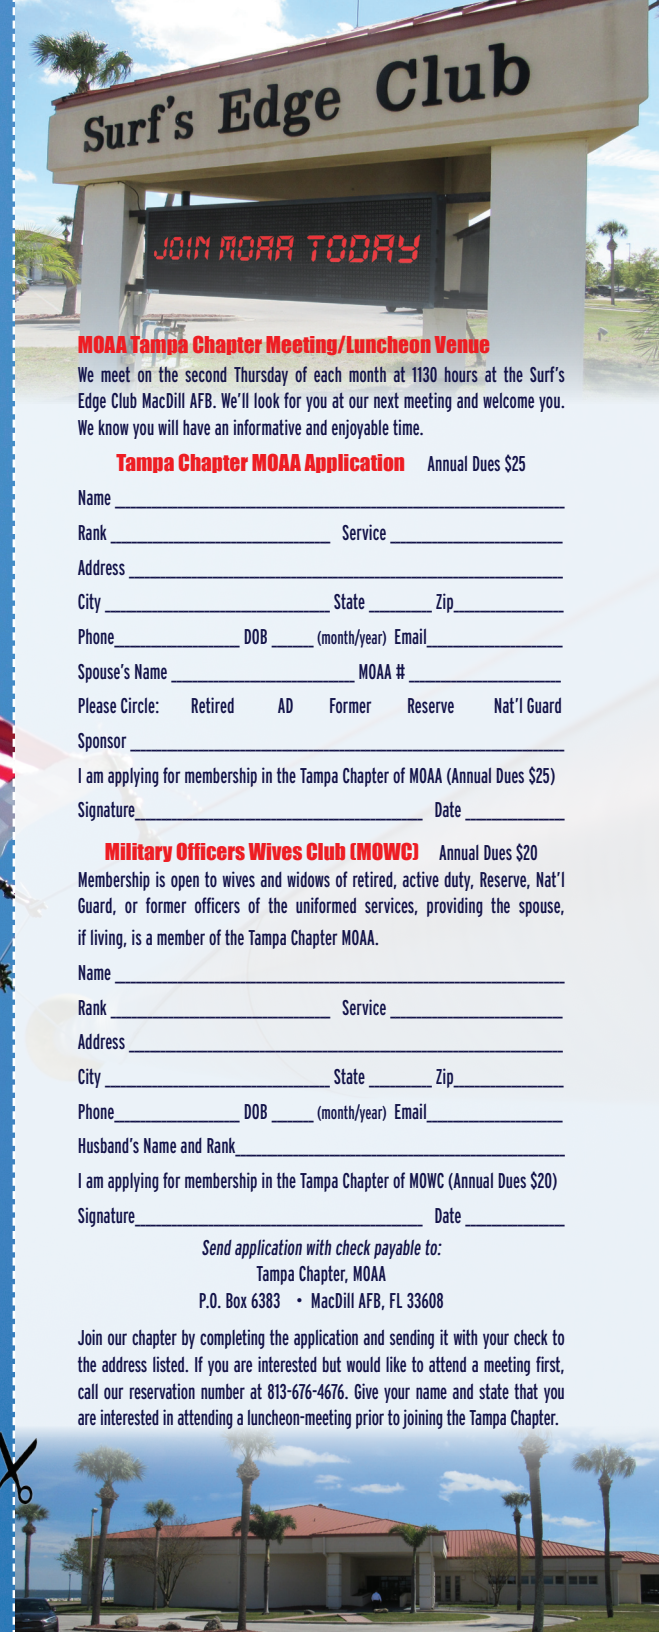 Surf's Edge Club
JOIN MOAA TODAY
MOAA Tampa Chapter Meeting/Luncheon Venue
We meet on the second Thursday of each month at 1130 hours at the Surf's
Edge Club MacDill AFB. We'll look for you at our next meeting and welcome you.
We know you will have an informative and enjoyable time.
Tampa Chapter MOAA Application Annual Dues $25
Name
Rank Service
Address
City State Zip
Phone DOB (month/year) Email
Spouse's Name MOAA #
Please Circle: Retired AD Former Reserve Nat'l Guard
Sponsor
I am applying for membership in the Tampa Chapter of MOAA (Annual Dues $25)
Signature Date
Military Officers Wives Club (MOWC) Annual Dues $20
Membership is open to wives and widows of retired, active duty, Reserve, Nat'l
Guard, or former officers of the uniformed services, providing the spouse,
if living, is a member of the Tampa Chapter MOAA.
Name
Rank Service
Address
City State Zip
Phone DOB (month/year) Email
Husband's Name and Rank
I am applying for membership in the Tampa Chapter of MOWC (Annual Dues $20)
Signature Date
Send application with check payable to:
Tampa Chapter, MOAA
P.O. Box 6383 • MacDill AFB, FL 33608
Join our chapter by completing the application and sending it with your check to
the address listed. If you are interested but would like to attend a meeting first,
call our reservation number at 813-676-4676. Give your name and state that you
are interested in attending a luncheon-meeting prior to joining the Tampa Chapter.